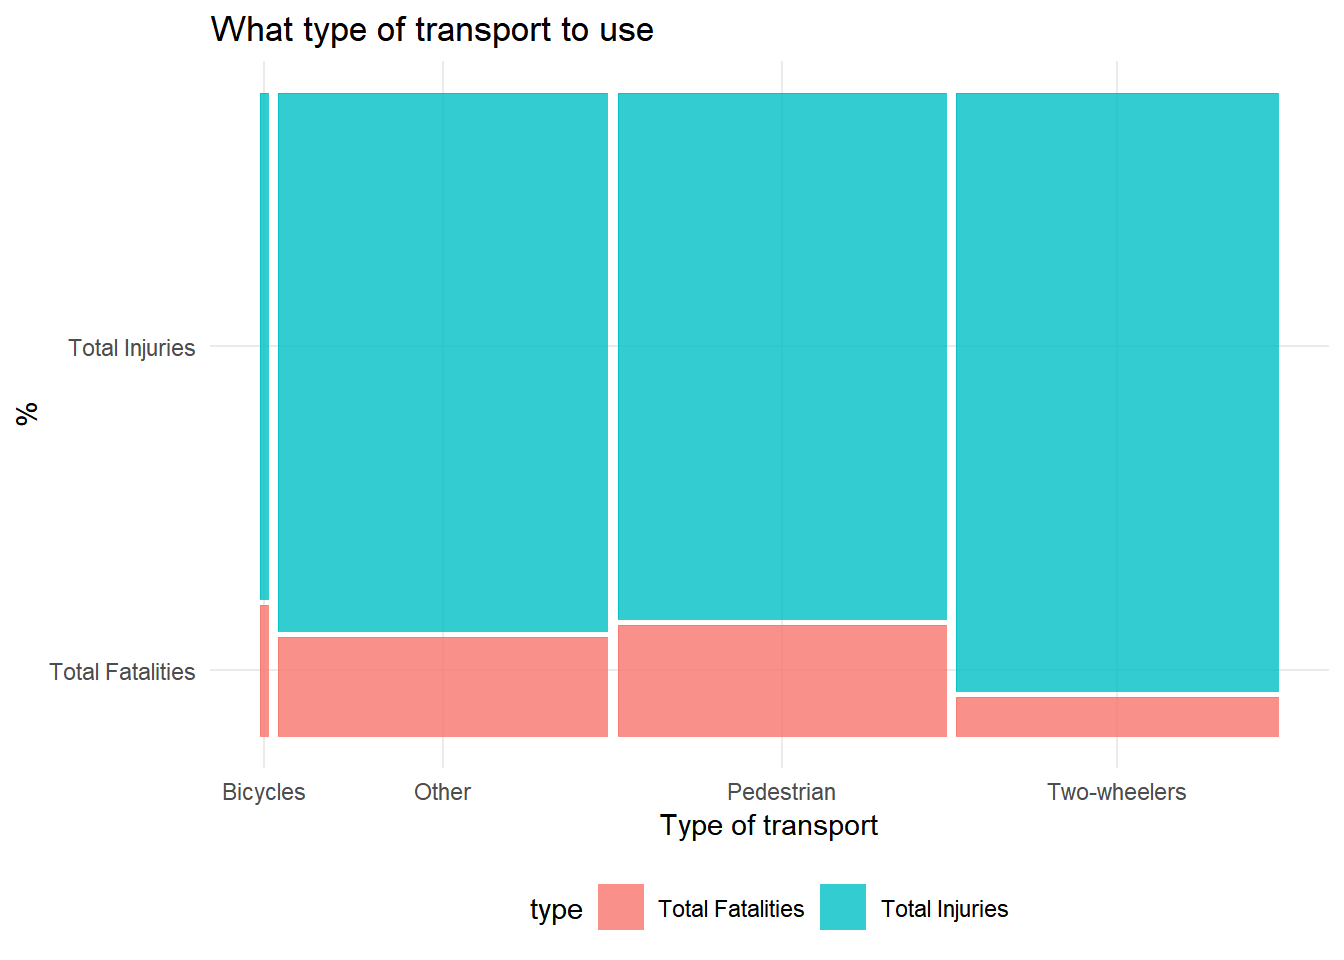 What type of transport to use
Total Injuries
%
Total Fatalities
Bicycles Other Pedestrian Two-wheelers
Type of transport
type Total Fatalities Total Injuries